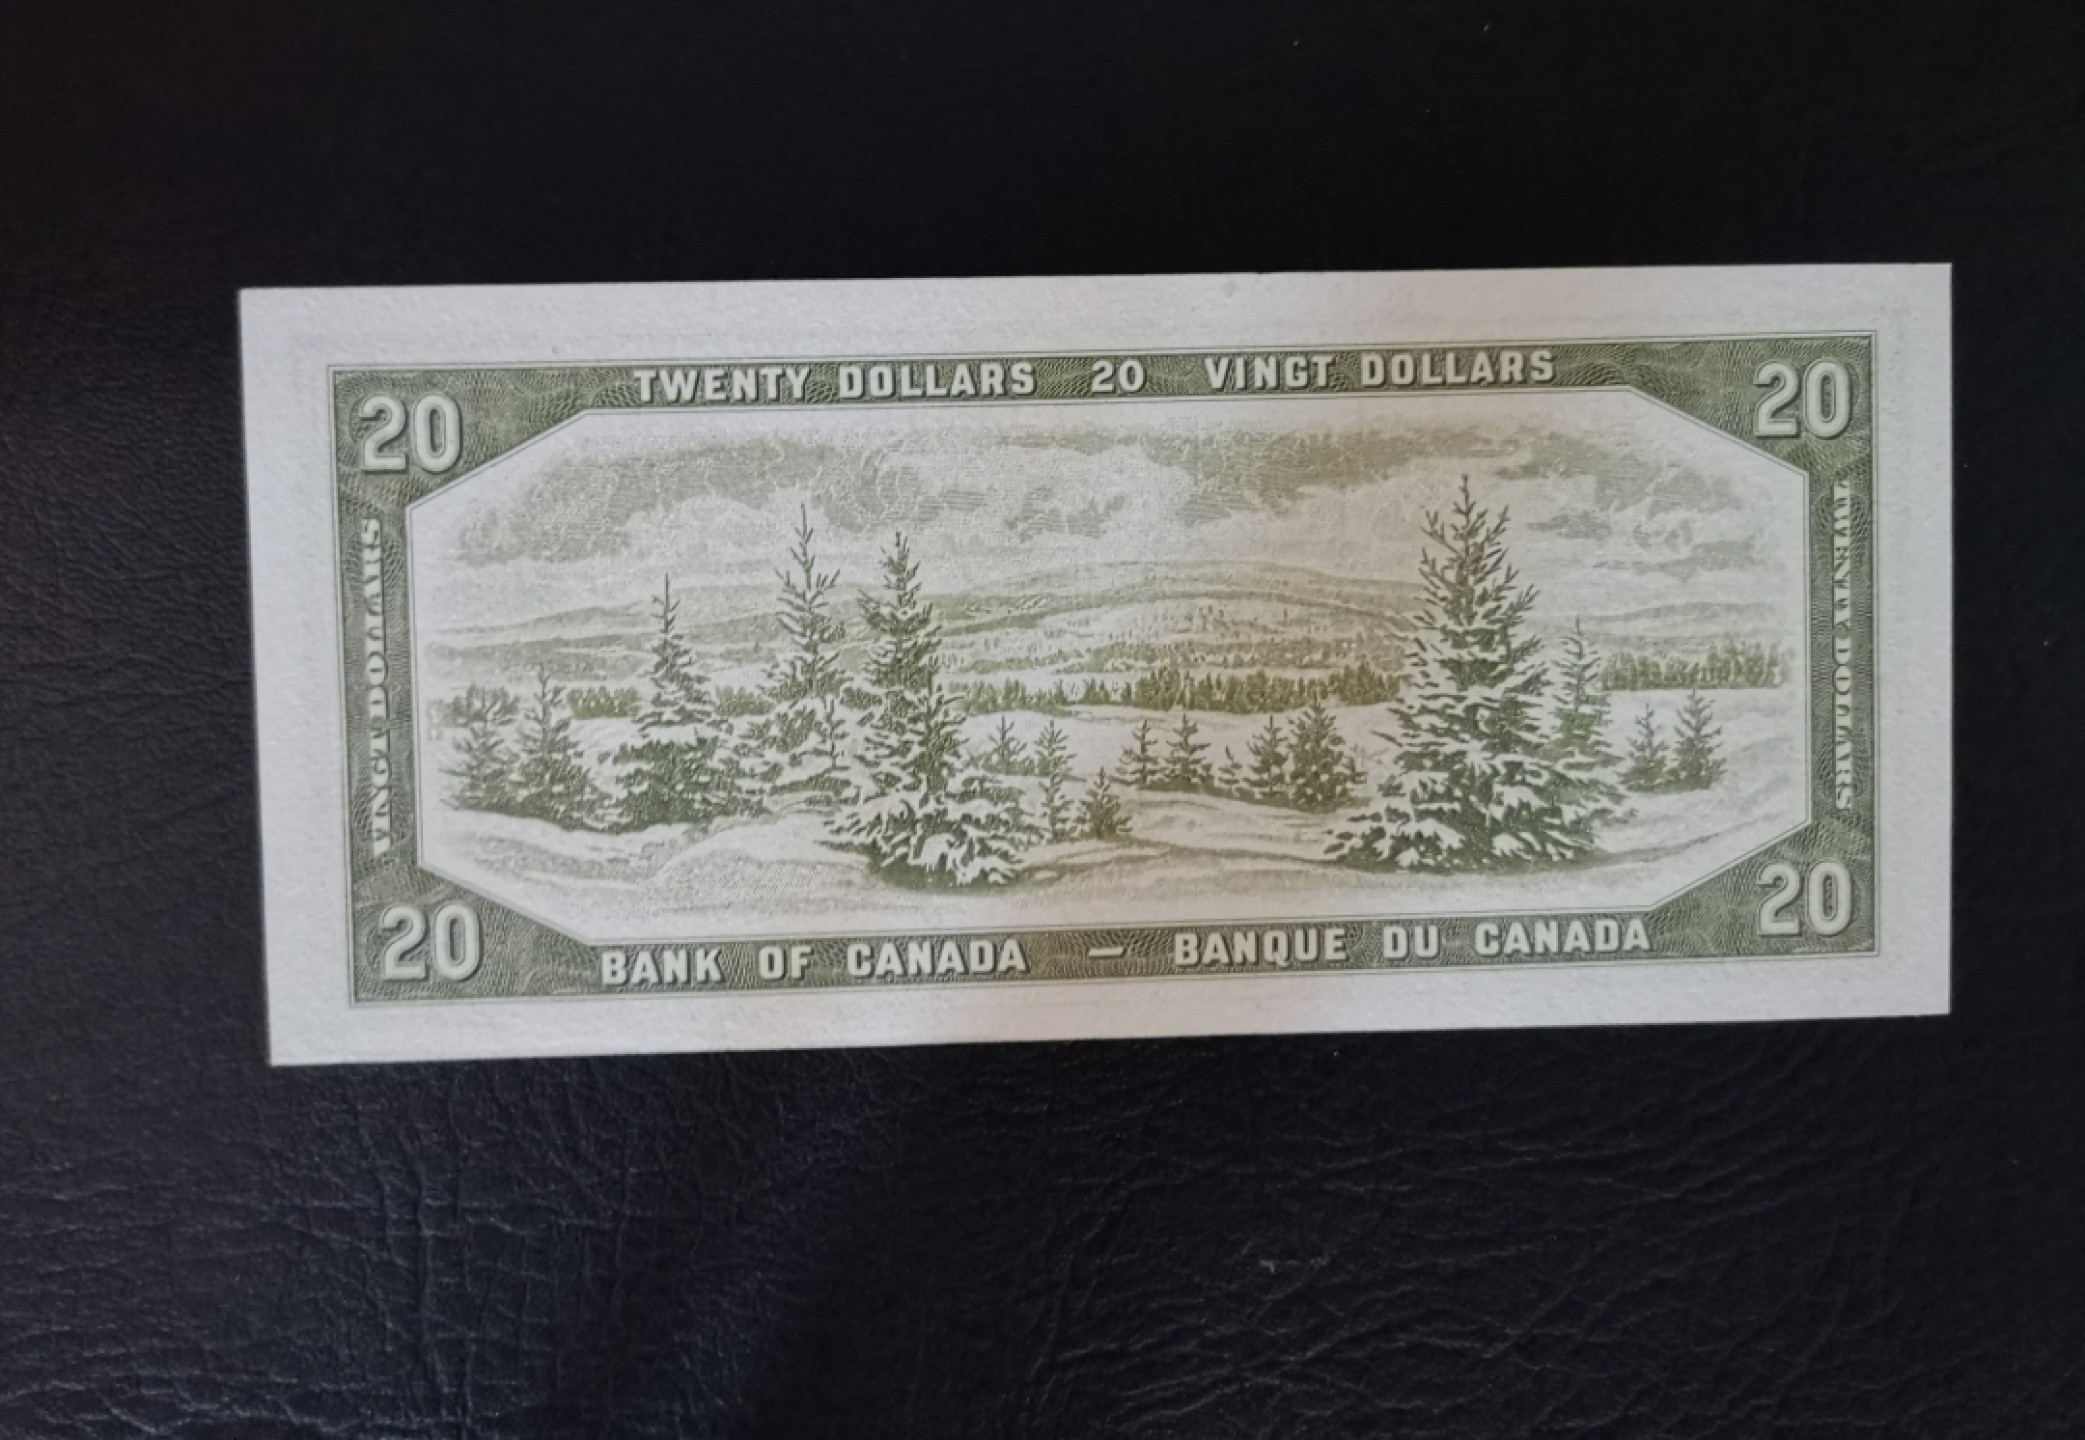 TWENTY DOLLARS 20 VINGT DOLLARS
20
20
VINGT DOLLARS
TWENTY DOLLARS
20
20
BANK OF CANADA — BANQUE DU CANADA